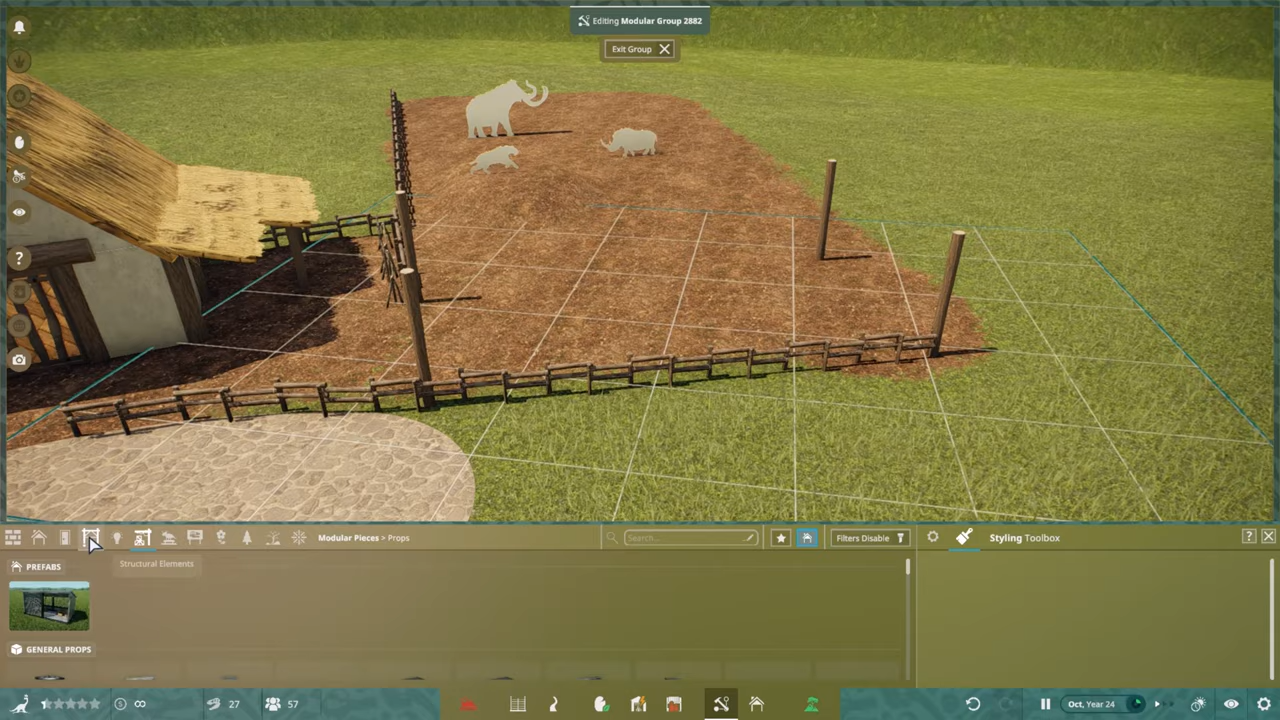 Editing Modular Group 2882
Exit Group
?
Modular Pieces > Props
Search...
Filters Disable
Styling Toolbox
?
Structural Elements
PREFABS
GENERAL PROPS
27
57
Oct, Year 24